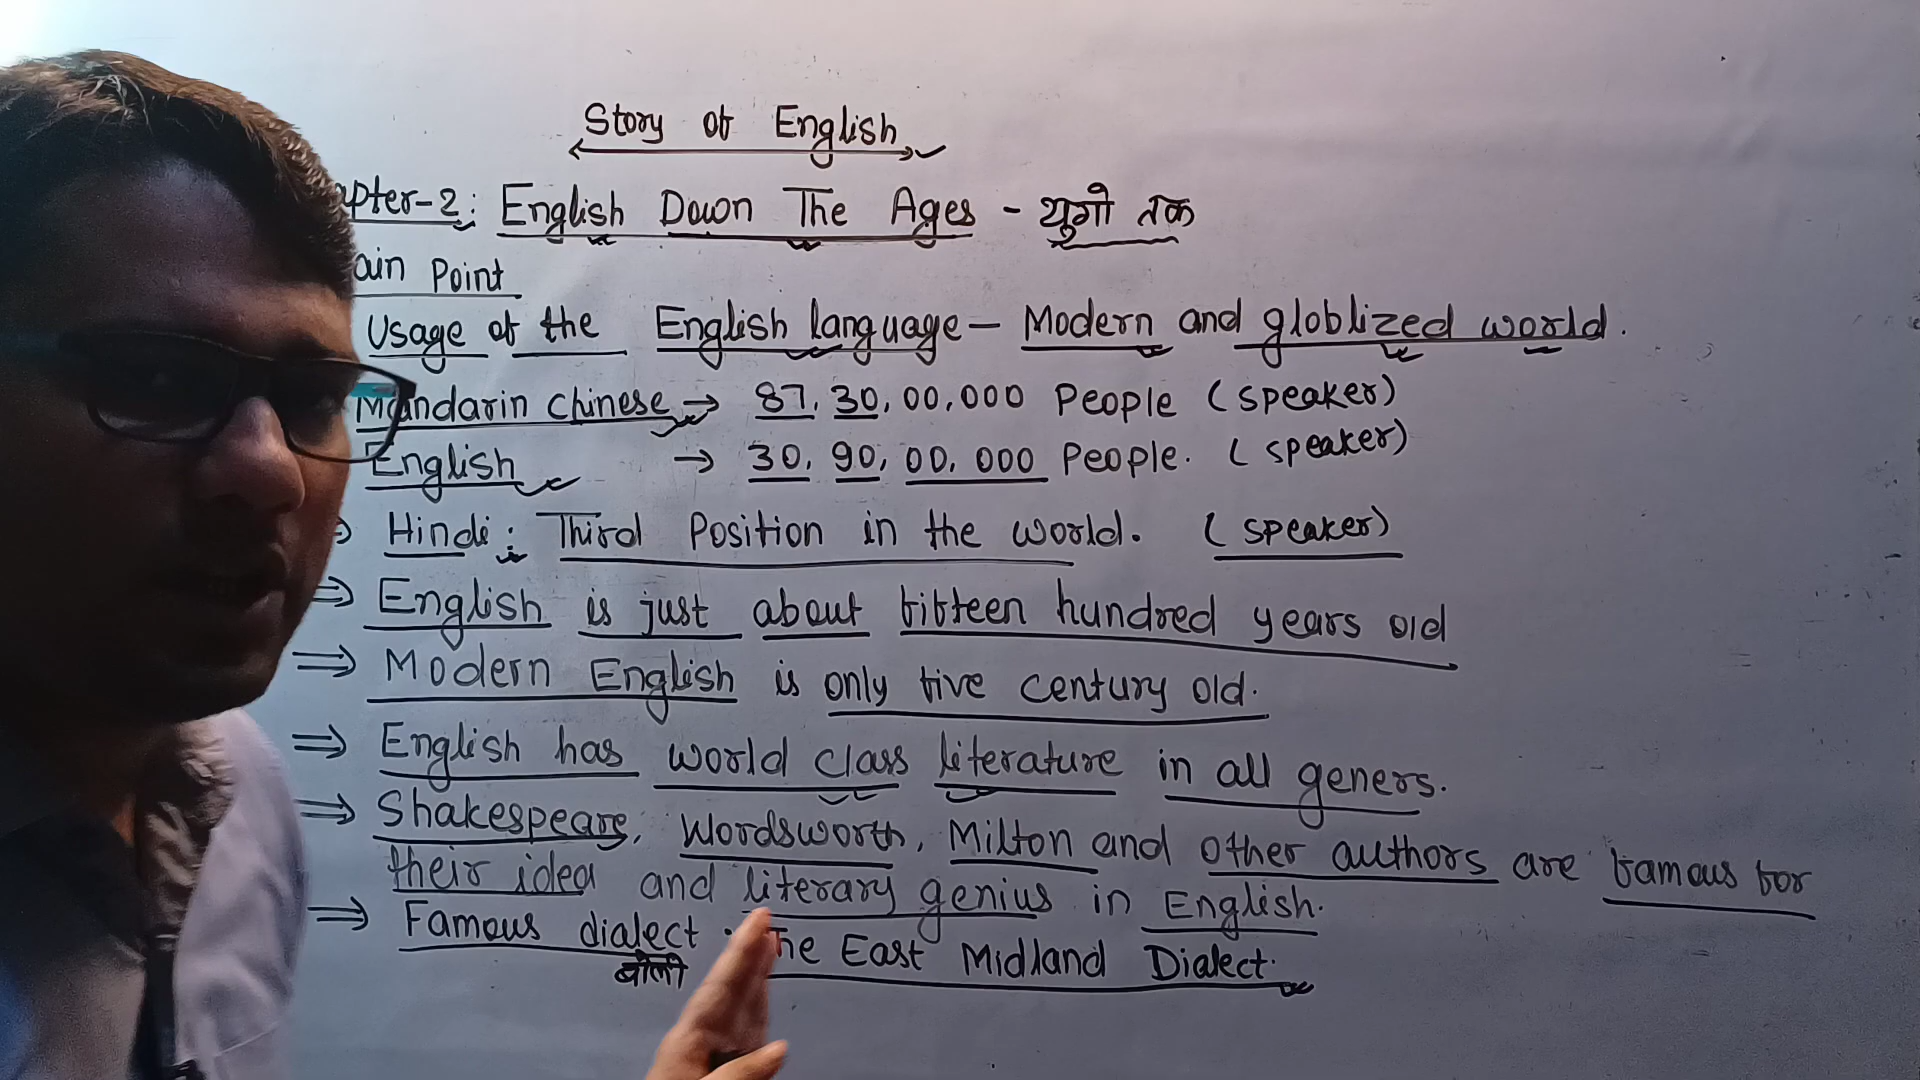 Story of English
apter-2: English Down The Ages - युगों तक
ain Point
Usage of the English language - Modern and globlized world.
Mandarin Chinese → 87,30,00,000 People (speaker)
English → 30,90,00,000 People. (speaker)
Hindi: Third Position in the world. (speaker)
⇒ English is just about fifteen hundred years old
⇒ Modern English is only five century old.
⇒ English has world class literature in all geners.
⇒ Shakespeare, Wordsworth, Milton and other authors are famous for
their idea and literary genius in English.
⇒ Famous dialect: he East Midland Dialect.
बोली